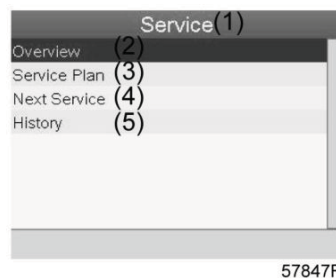 Service(1)
Overview (2)
Service Plan (3)
Next Service (4)
History (5)
57847F